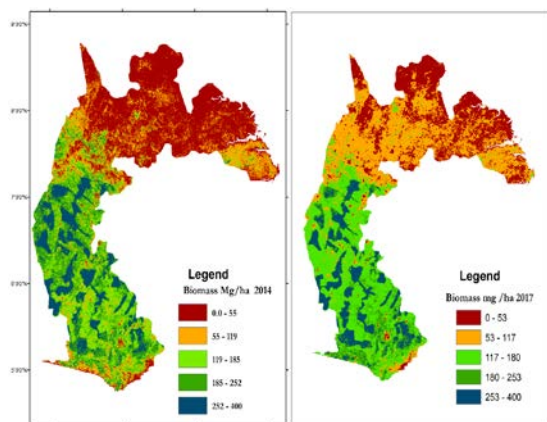 Legend
Biomass Mg/ha 2014
0.0 - 55
55 - 119
119 - 185
185 - 252
252 - 400
Legend
Biomass mg /ha 2017
0 - 53
53 - 117
117 - 180
180 - 253
253 - 400